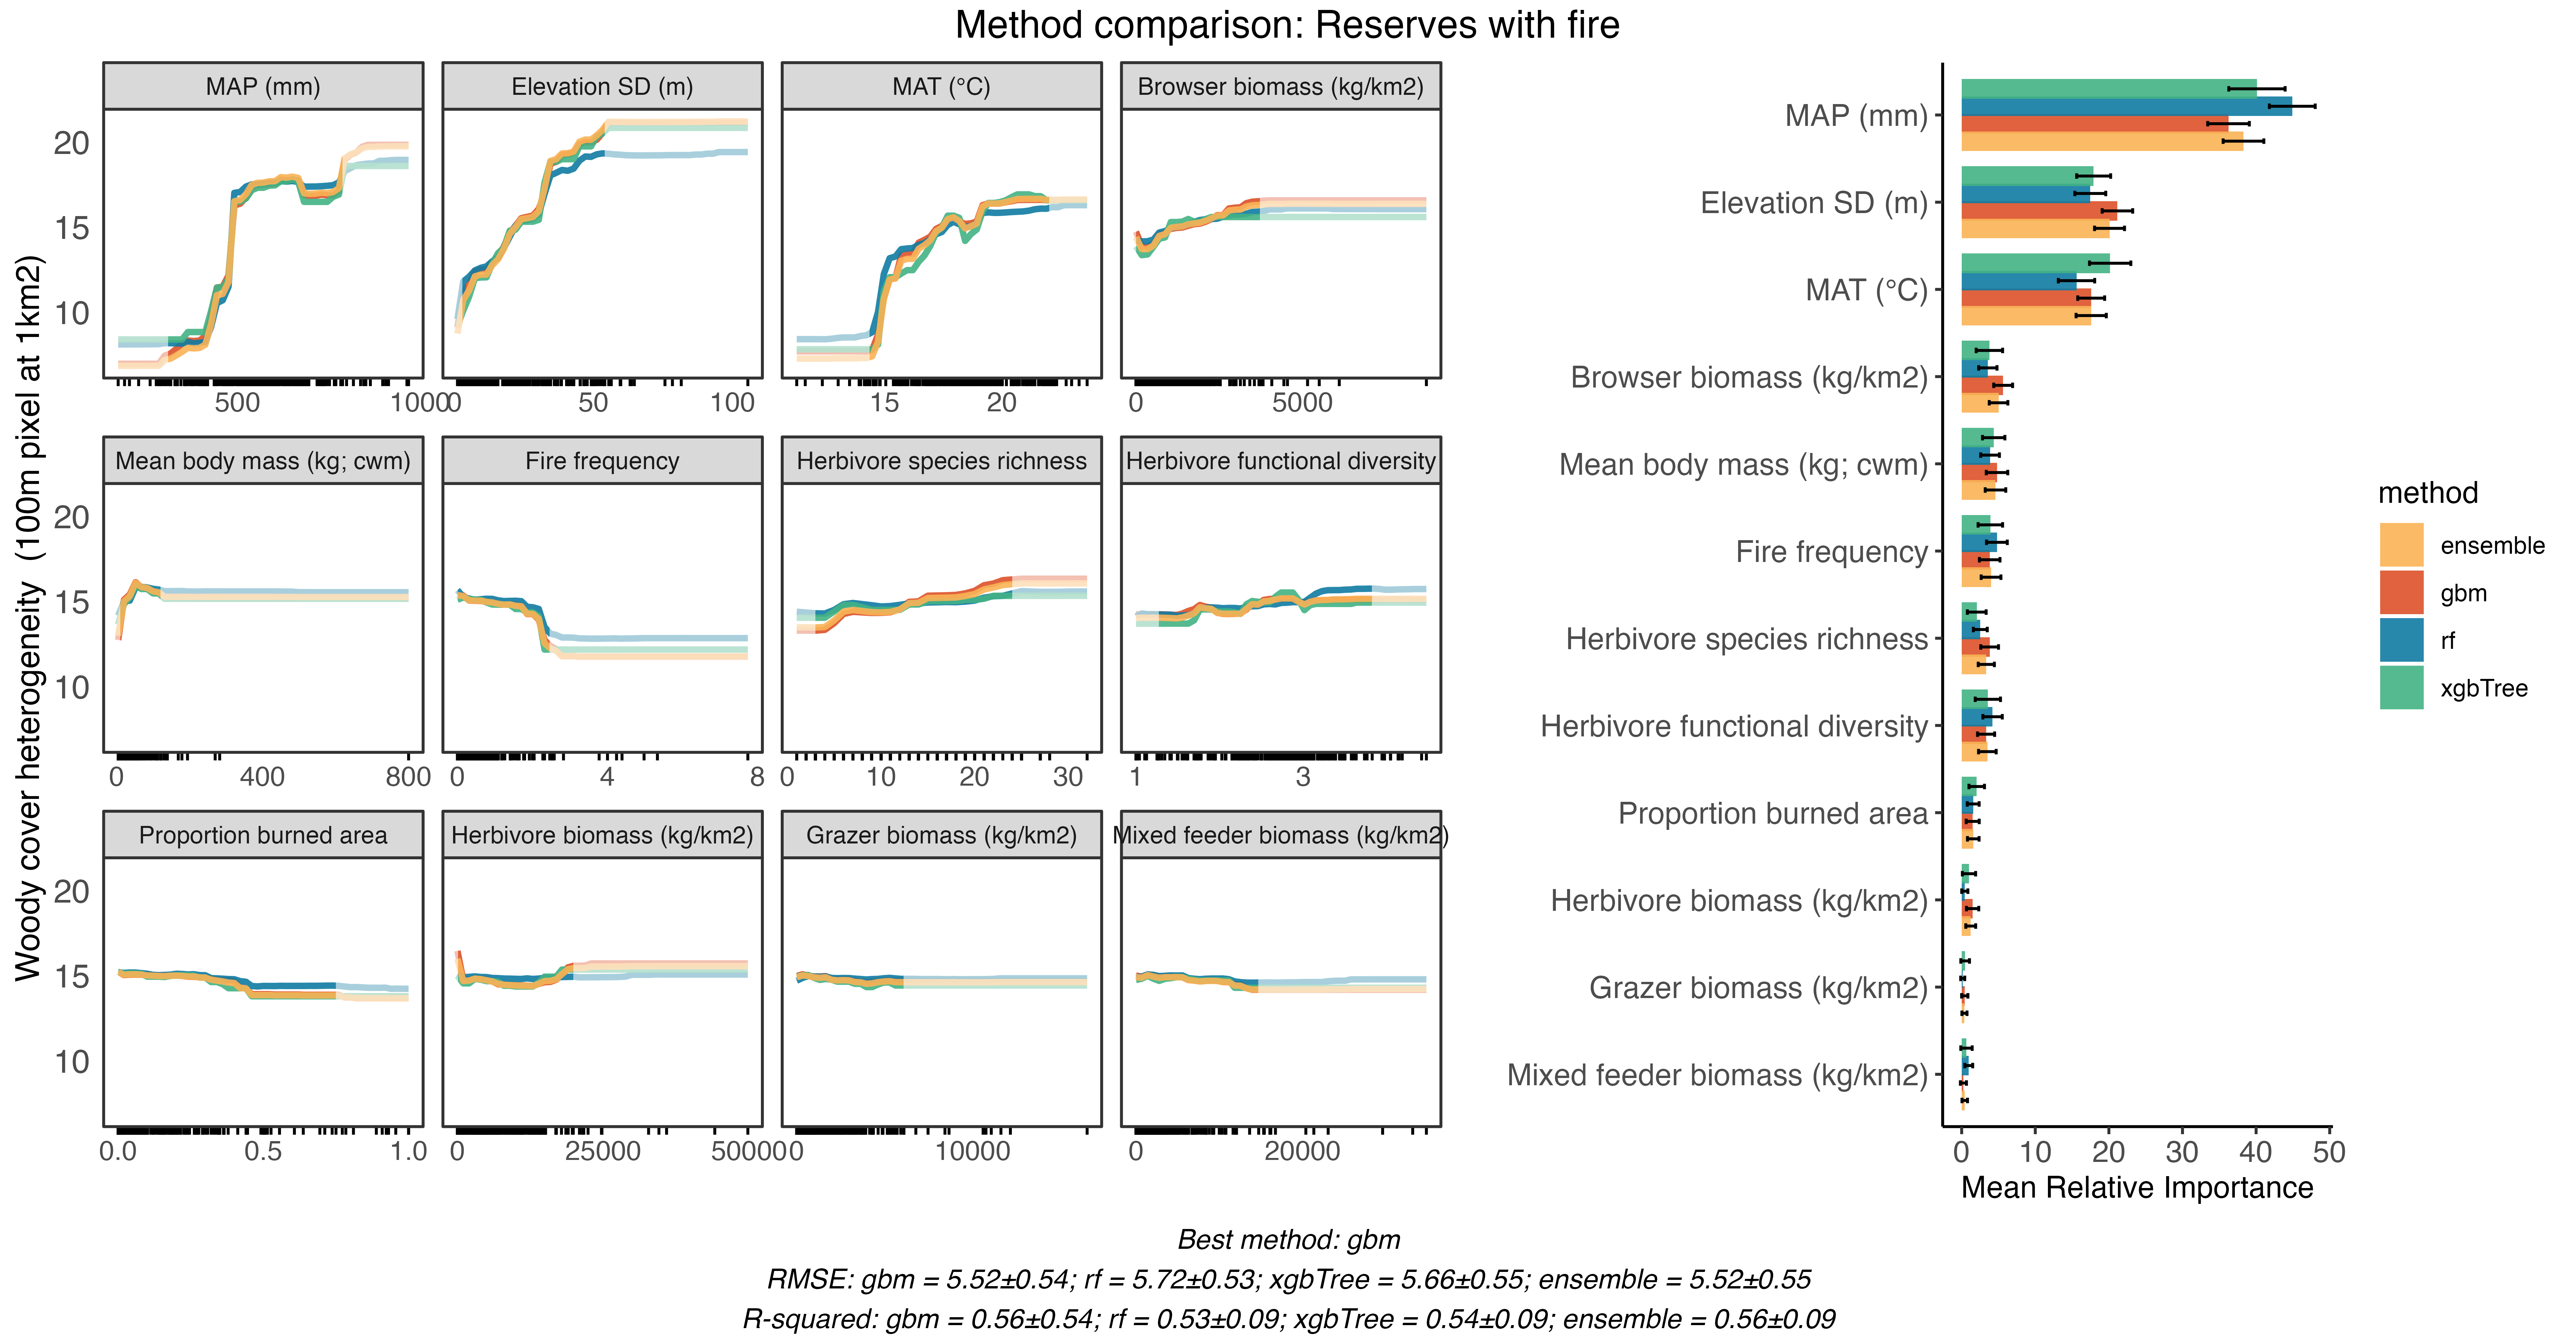 Method comparison: Reserves with fire
Woody cover heterogeneity (100m pixel at 1km2)
MAP (mm)
Elevation SD (m)
MAT (°C)
Browser biomass (kg/km2)
20
15
10
500
1000
0
50
100
15
20
0
5000
Mean body mass (kg; cwm)
Fire frequency
Herbivore species richness
Herbivore functional diversity
20
15
10
0
400
800
0
4
8
0
10
20
30
1
3
Proportion burned area
Herbivore biomass (kg/km2)
Grazer biomass (kg/km2)
Mixed feeder biomass (kg/km2)
20
15
10
0.0
0.5
1.0
0
25000
50000
0
10000
0
20000
MAP (mm)
Elevation SD (m)
MAT (°C)
Browser biomass (kg/km2)
Mean body mass (kg; cwm)
Fire frequency
Herbivore species richness
Herbivore functional diversity
Proportion burned area
Herbivore biomass (kg/km2)
Grazer biomass (kg/km2)
Mixed feeder biomass (kg/km2)
0
10
20
30
40
50
Mean Relative Importance
method
ensemble
gbm
rf
xgbTree
Best method: gbm
RMSE: gbm = 5.52±0.54; rf = 5.72±0.53; xgbTree = 5.66±0.55; ensemble = 5.52±0.55
R-squared: gbm = 0.56±0.54; rf = 0.53±0.09; xgbTree = 0.54±0.09; ensemble = 0.56±0.09